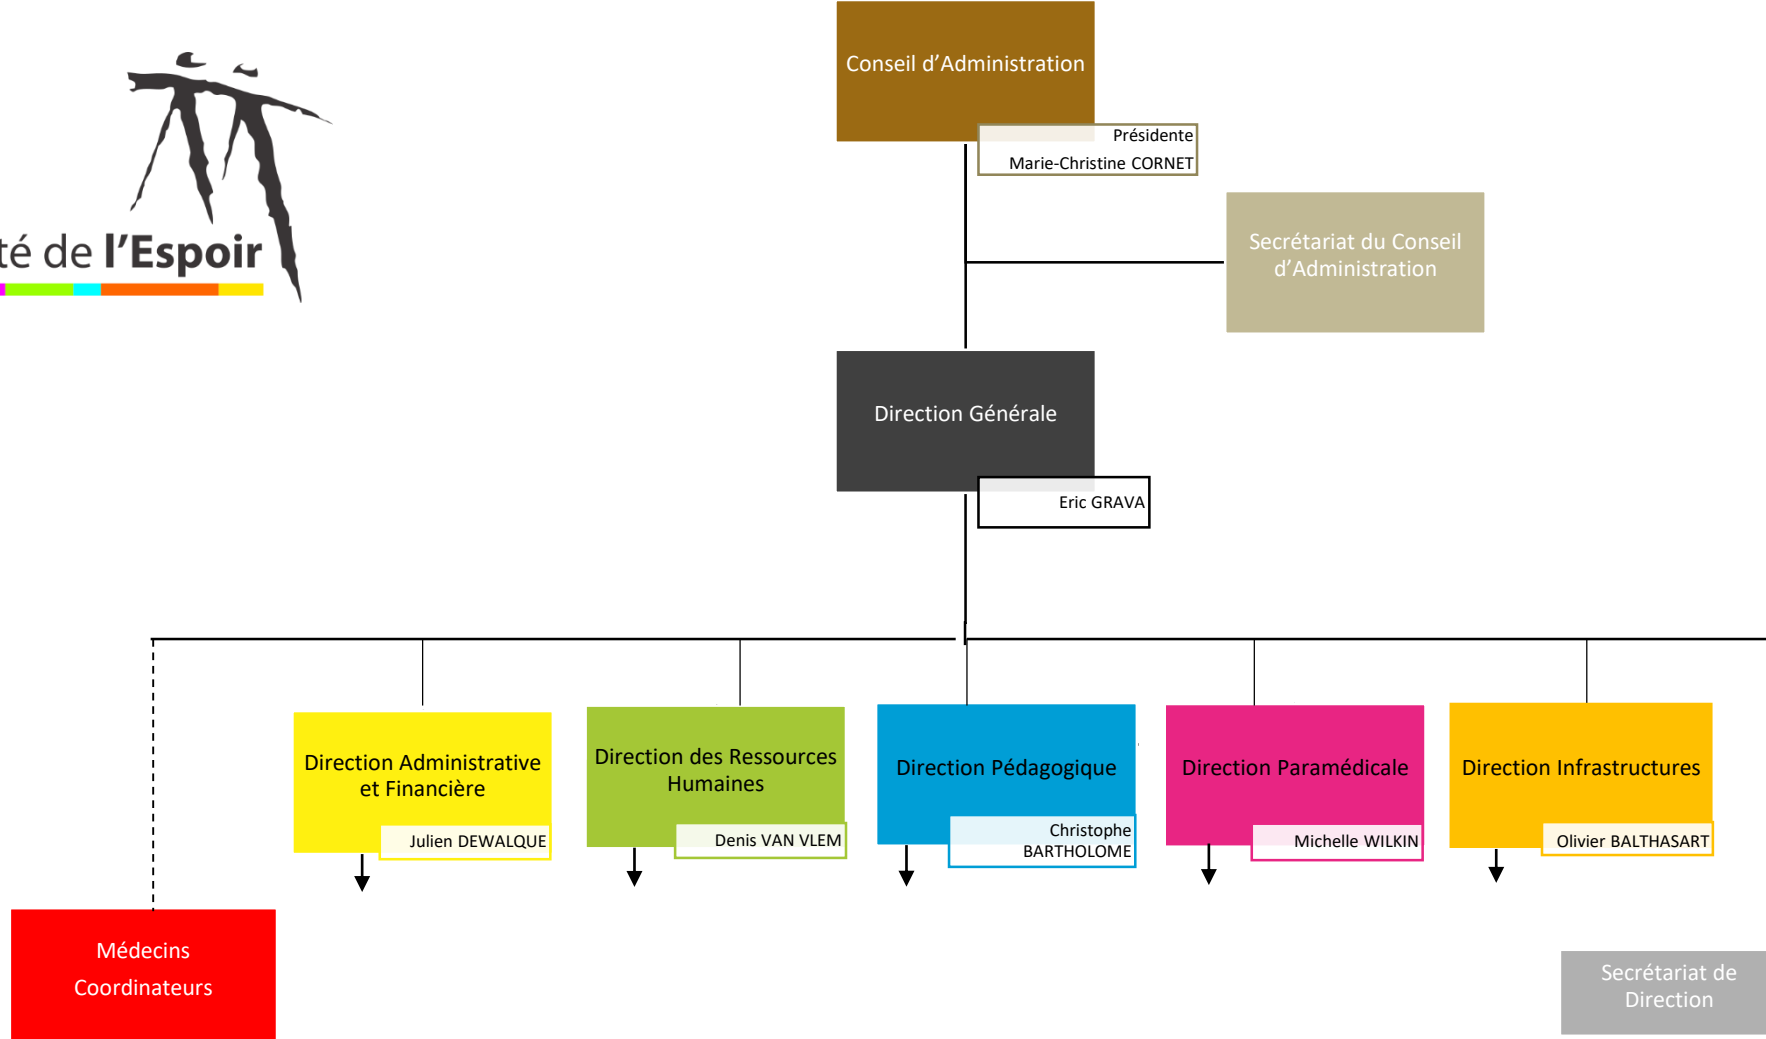 Conseil d'Administration
Présidente
Marie-Christine CORNET
Secrétariat du Conseil
d'Administration
té de l'Espoir
Direction Générale
Eric GRAVA
Direction Administrative
et Financière
Julien DEWALQUE
Direction des Ressources
Humaines
Denis VAN VLEM
Direction Pédagogique
Christophe
BARTHOLOME
Direction Paramédicale
Michelle WILKIN
Direction Infrastructures
Olivier BALTHASART
Médecins
Coordinateurs
Secrétariat de
Direction